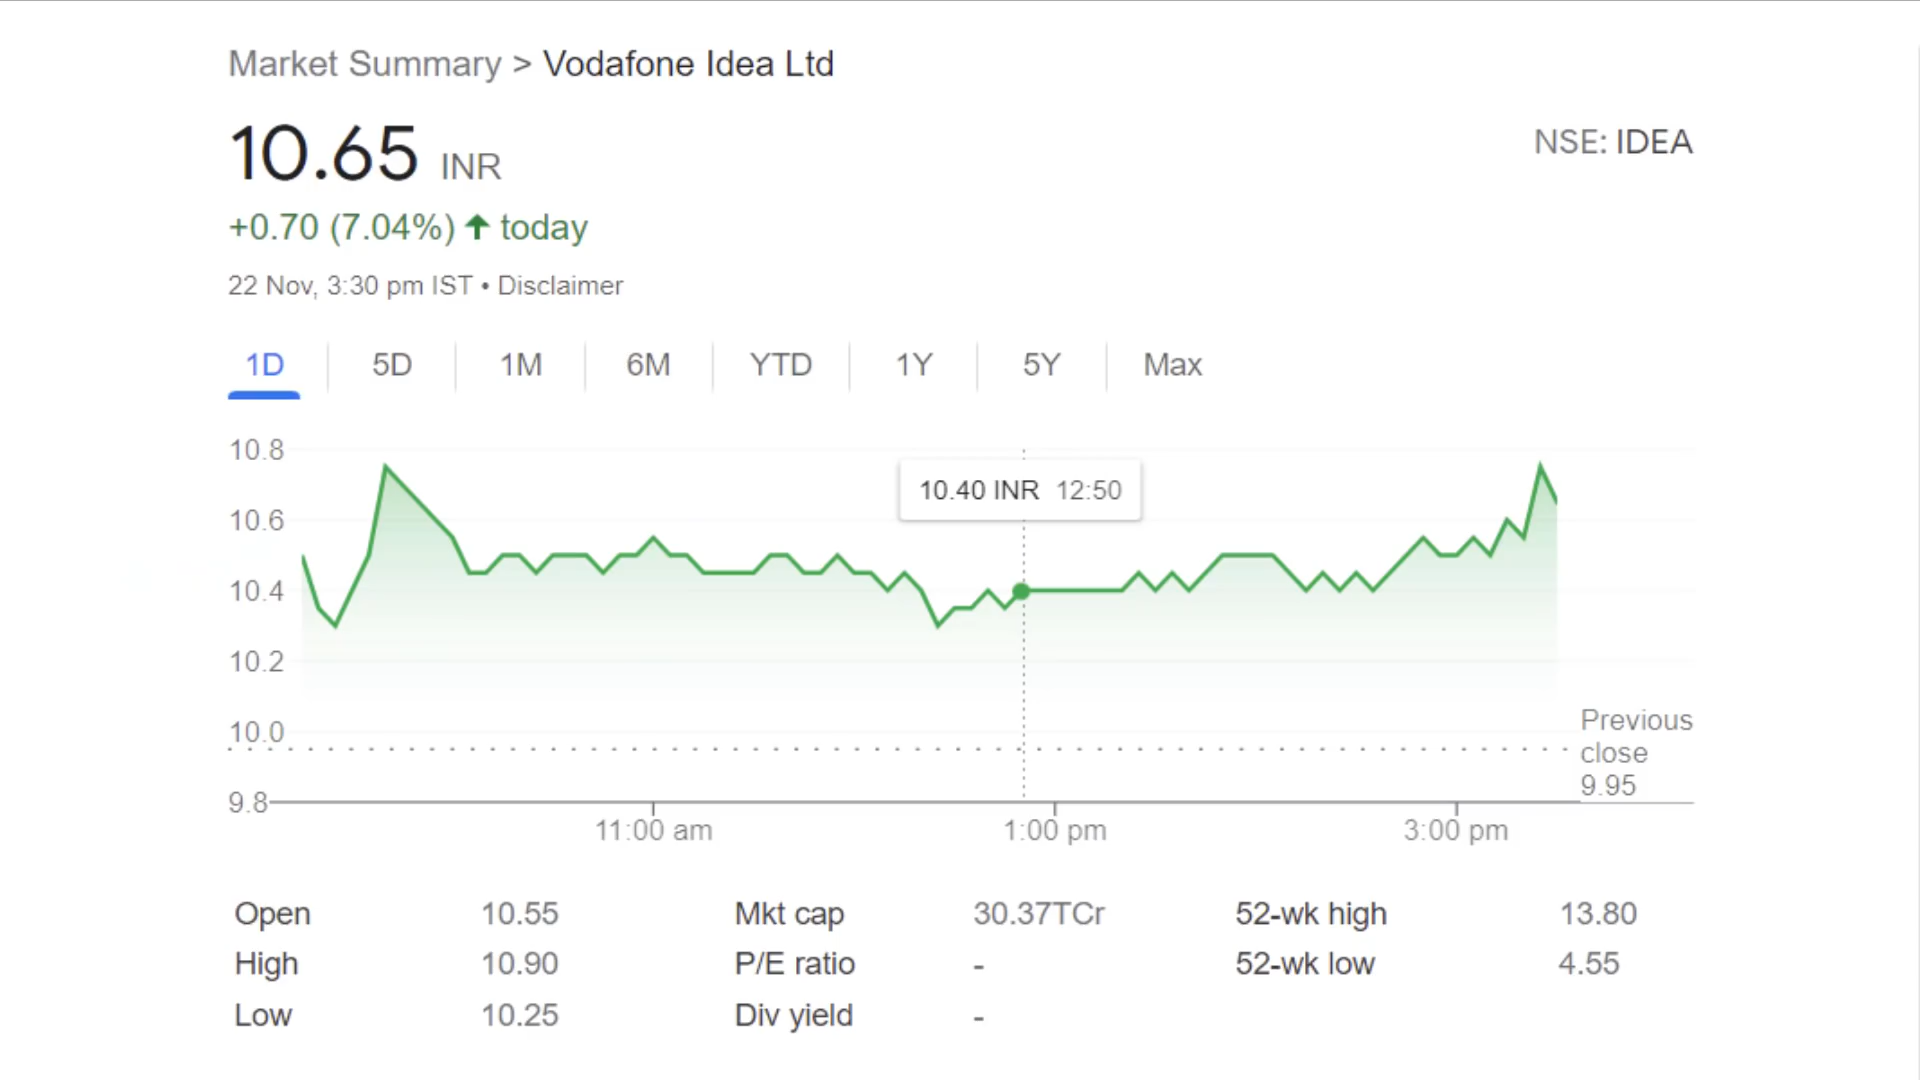 Market Summary > Vodafone Idea Ltd
10.65 INR
NSE: IDEA
+0.70 (7.04%) ↑ today
22 Nov, 3:30 pm IST • Disclaimer
1D 5D 1M 6M YTD 1Y 5Y Max
10.8
10.40 INR 12:50
10.6
10.4
10.2
10.0
Previous
close
9.95
9.8
11:00 am 1:00 pm 3:00 pm
Open 10.55 Mkt cap 30.37TCr 52-wk high 13.80
High 10.90 P/E ratio - 52-wk low 4.55
Low 10.25 Div yield -